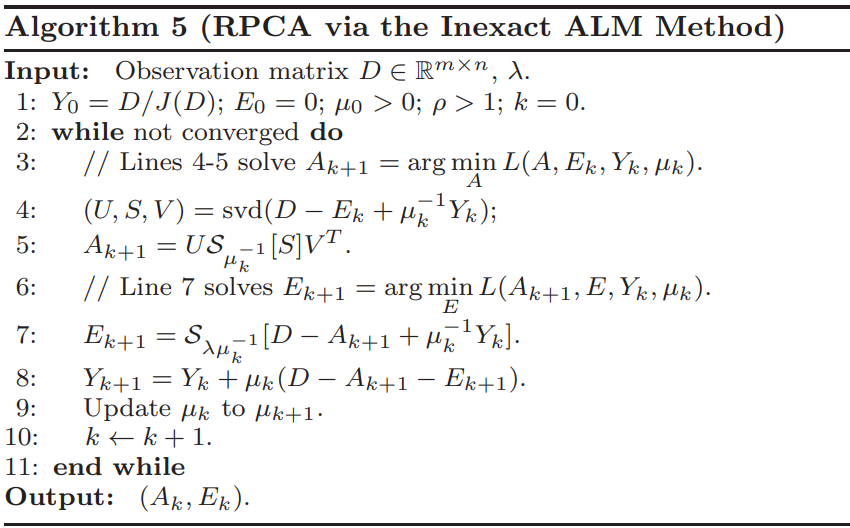 Algorithm 5 (RPCA via the Inexact ALM Method)
Input: Observation matrix $D \in \mathbb{R}^{m \times n}$, $\lambda$.
1: $Y_0 = D/J(D)$; $E_0 = 0$; $\mu_0 > 0$; $\rho > 1$; $k = 0$.
2: while not converged do
3: // Lines 4-5 solve $A_{k+1} = \arg\min_A L(A, E_k, Y_k, \mu_k)$.
4: $(U, S, V) = \mathrm{svd}(D - E_k + \mu_k^{-1} Y_k)$;
5: $A_{k+1} = U \mathcal{S}_{\mu_k^{-1}}[S] V^T$.
6: // Line 7 solves $E_{k+1} = \arg\min_E L(A_{k+1}, E, Y_k, \mu_k)$.
7: $E_{k+1} = \mathcal{S}_{\lambda \mu_k^{-1}}[D - A_{k+1} + \mu_k^{-1} Y_k]$.
8: $Y_{k+1} = Y_k + \mu_k (D - A_{k+1} - E_{k+1})$.
9: Update $\mu_k$ to $\mu_{k+1}$.
10: $k \leftarrow k + 1$.
11: end while
Output: $(A_k, E_k)$.